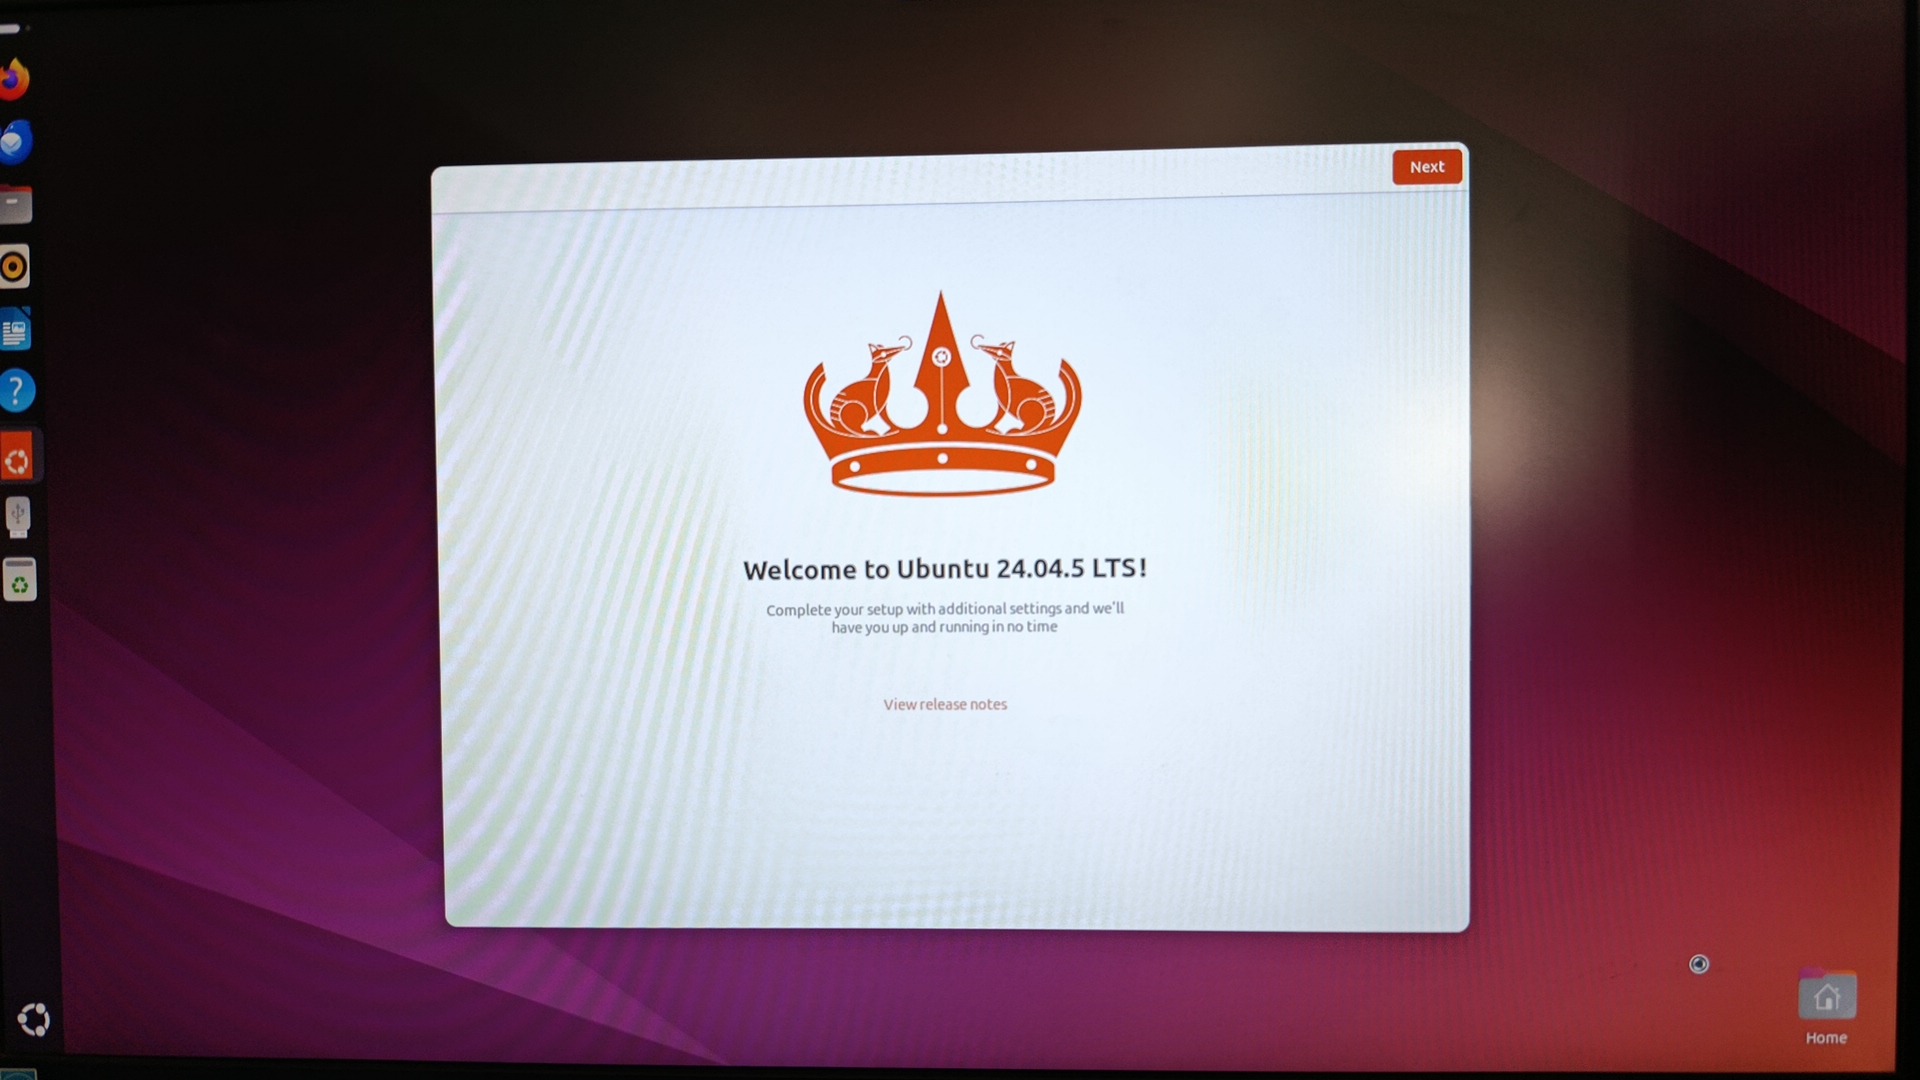 Next
Welcome to Ubuntu 24.04.5 LTS!
Complete your setup with additional settings and we'll
have you up and running in no time
View release notes
Home